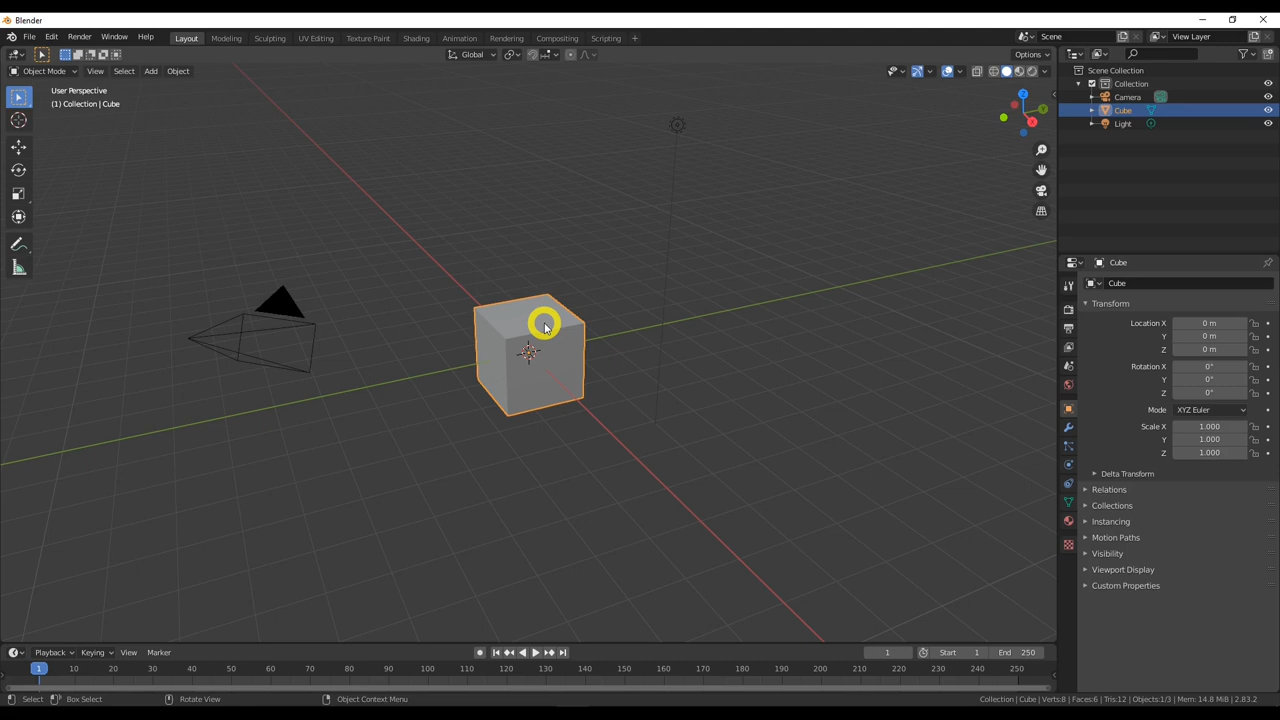 Blender
File Edit Render Window Help Layout Modeling Sculpting UV Editing Texture Paint Shading Animation Rendering Compositing Scripting + Scene View Layer
Global Options
Object Mode View Select Add Object
User Perspective
(1) Collection | Cube
Z
Y
X
Scene Collection
Collection
Camera
Cube
Light
Cube
Cube
Transform
Location X 0 m
Y 0 m
Z 0 m
Rotation X 0°
Y 0°
Z 0°
Mode XYZ Euler
Scale X 1.000
Y 1.000
Z 1.000
Delta Transform
Relations
Collections
Instancing
Motion Paths
Visibility
Viewport Display
Custom Properties
Playback Keying View Marker 1 Start 1 End 250
1 10 20 30 40 50 60 70 80 90 100 110 120 130 140 150 160 170 180 190 200 210 220 230 240 250
Select Box Select Rotate View Object Context Menu Collection | Cube | Verts:8 | Faces:6 | Tris:12 | Objects:1/3 | Mem: 14.8 MiB | 2.83.2